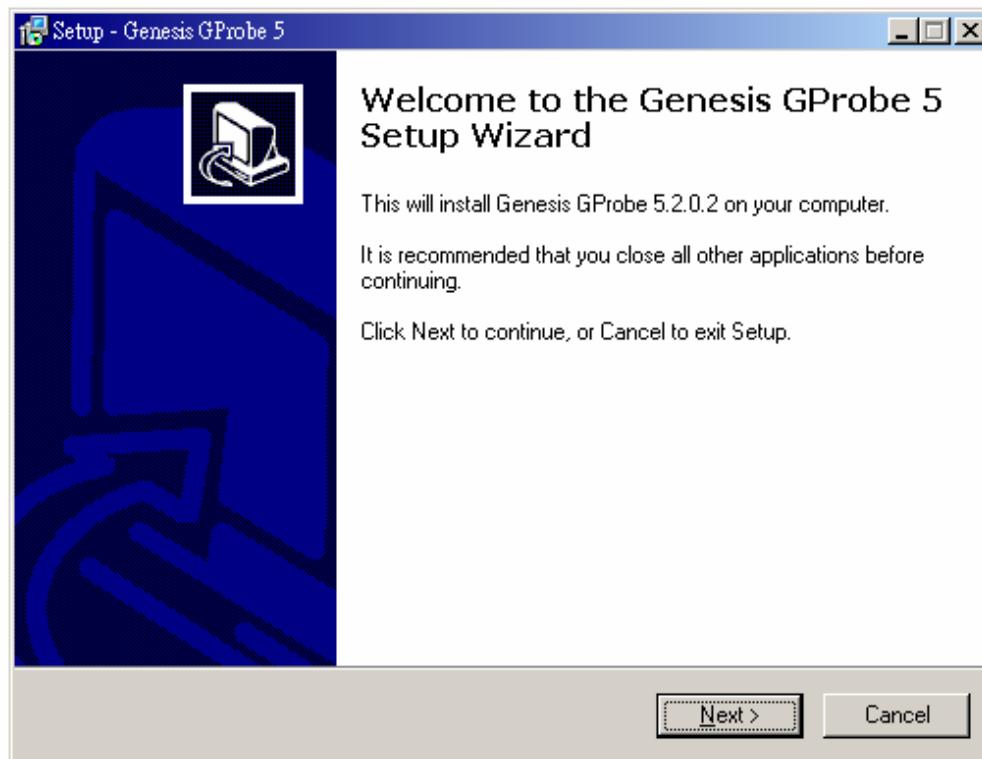 Setup - Genesis GProbe 5
Welcome to the Genesis GProbe 5
Setup Wizard
This will install Genesis GProbe 5.2.0.2 on your computer.
It is recommended that you close all other applications before
continuing.
Click Next to continue, or Cancel to exit Setup.
Next >
Cancel